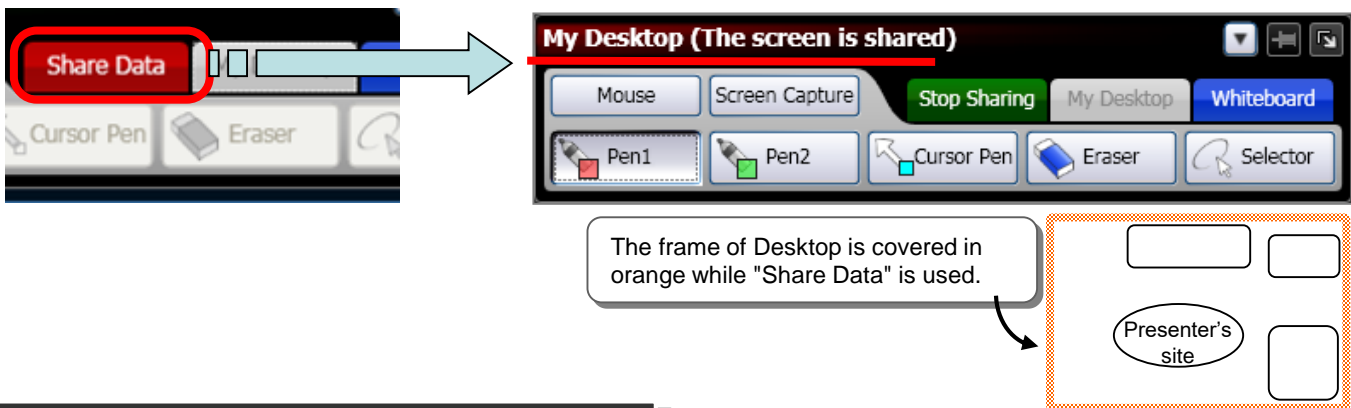 Share Data
Cursor Pen Eraser
My Desktop (The screen is shared)
Mouse Screen Capture Stop Sharing My Desktop Whiteboard
Pen1 Pen2 Cursor Pen Eraser Selector
The frame of Desktop is covered in
orange while "Share Data" is used.
Presenter's
site